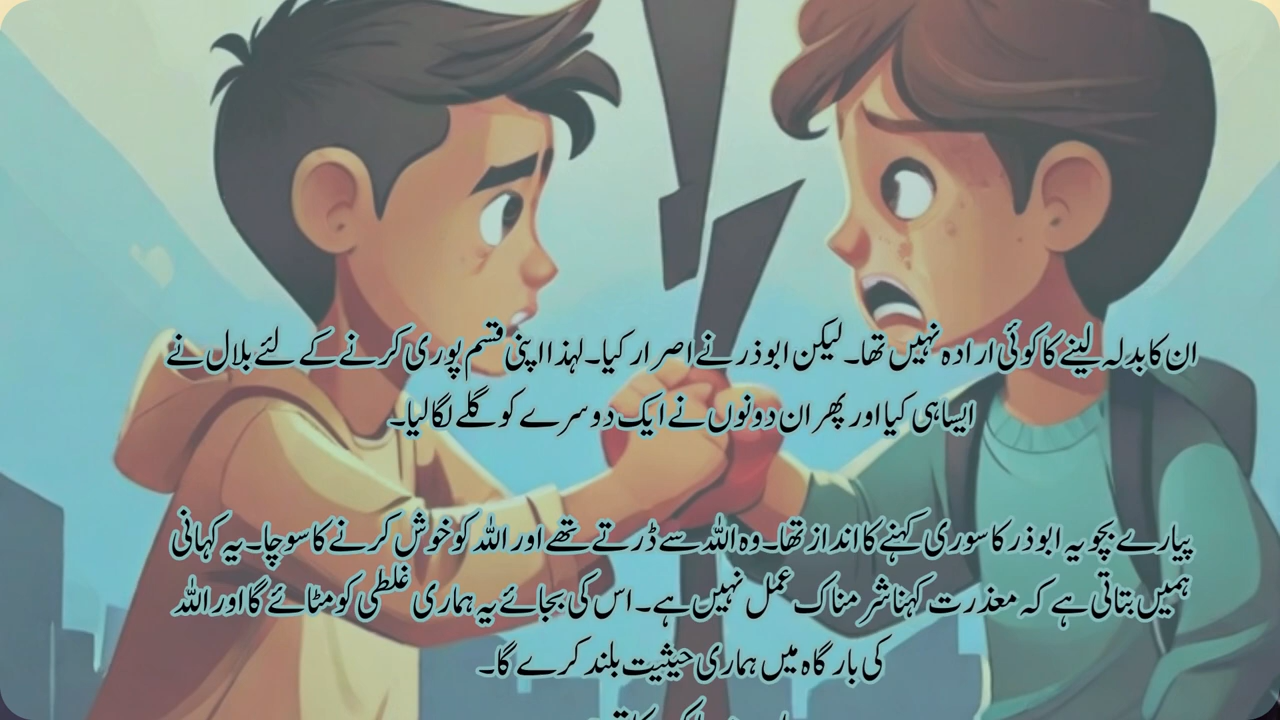 ان کا بدلہ لینے کا کوئی ارادہ نہیں تھا۔ لیکن ابوذر نے اصرار کیا۔ لہذا اپنی قسم پوری کرنے کے لئے بلال نے
ایسا ہی کیا اور پھر ان دونوں نے ایک دوسرے کو گلے لگا لیا۔
پیارے بچو یہ ابوذر کا سوری کہنے کا انداز تھا۔ وہ اللہ سے ڈرتے تھے اور اللہ کو خوش کرنے کا سوچا۔ یہ کہانی
ہمیں بتاتی ہے کہ معذرت کہنا شرمناک عمل نہیں ہے۔ اس کی بجائے یہ ہماری غلطی کو مٹائے گا اور اللہ
کی بارگاہ میں ہماری حیثیت بلند کرے گا۔